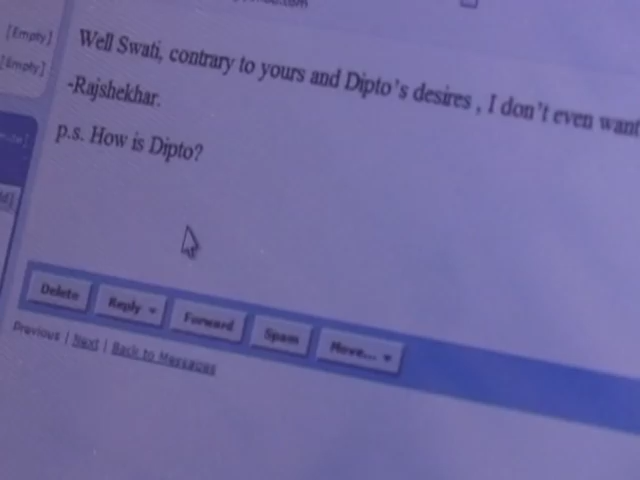 [Empty]
[Empty]
Well Swati, contrary to yours and Dipto's desires , I don't even want
-Rajshekhar.
p.s. How is Dipto?
Delete Reply Forward Spam Move...
Previous | Next | Back to Messages